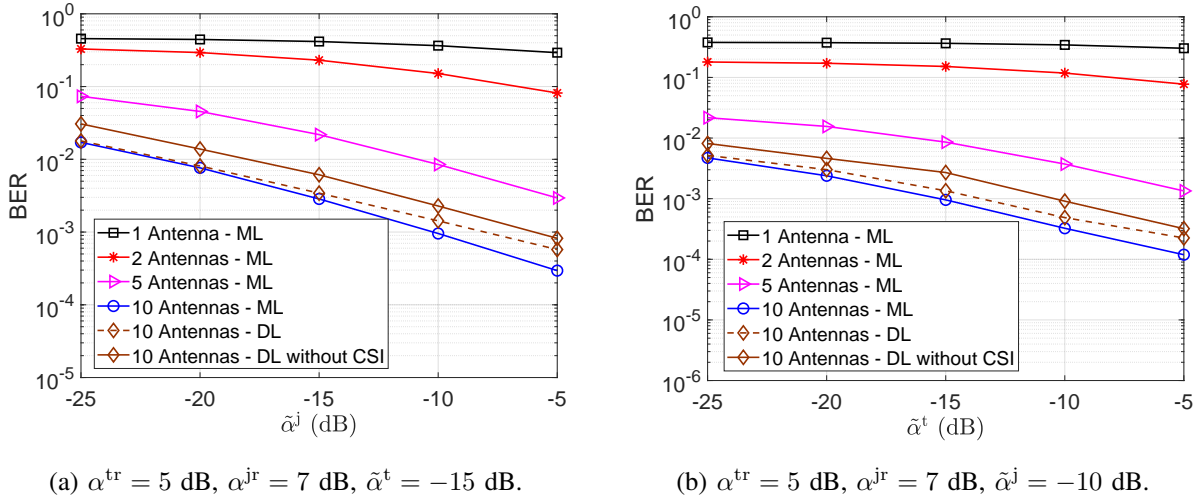 10^0
10^-1
10^-2
10^-3
10^-4
10^-5
BER
1 Antenna - ML
2 Antennas - ML
5 Antennas - ML
10 Antennas - ML
10 Antennas - DL
10 Antennas - DL without CSI
-25 -20 -15 -10 -5
α̃^j (dB)
(a) α^tr = 5 dB, α^jr = 7 dB, α̃^t = −15 dB.
10^0
10^-1
10^-2
10^-3
10^-4
10^-5
10^-6
BER
1 Antenna - ML
2 Antennas - ML
5 Antennas - ML
10 Antennas - ML
10 Antennas - DL
10 Antennas - DL without CSI
-25 -20 -15 -10 -5
α̃^t (dB)
(b) α^tr = 5 dB, α^jr = 7 dB, α̃^j = −10 dB.